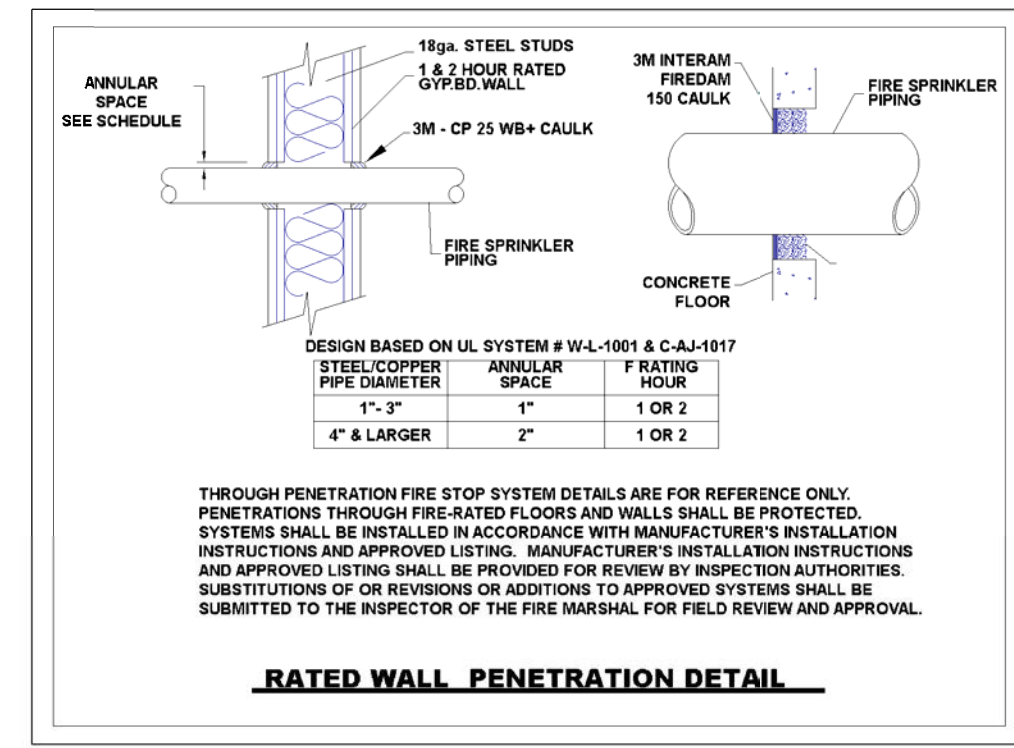 ANNULAR
SPACE
SEE SCHEDULE
18ga. STEEL STUDS
1 & 2 HOUR RATED
GYP.BD.WALL
3M - CP 25 WB+ CAULK
FIRE SPRINKLER
PIPING
3M INTERAM
FIREDAM
150 CAULK
FIRE SPRINKLER
PIPING
CONCRETE
FLOOR
DESIGN BASED ON UL SYSTEM # W-L-1001 & C-AJ-1017
STEEL/COPPER ANNULAR F RATING
PIPE DIAMETER SPACE HOUR
1"- 3" 1" 1 OR 2
4" & LARGER 2" 1 OR 2
THROUGH PENETRATION FIRE STOP SYSTEM DETAILS ARE FOR REFERENCE ONLY.
PENETRATIONS THROUGH FIRE-RATED FLOORS AND WALLS SHALL BE PROTECTED.
SYSTEMS SHALL BE INSTALLED IN ACCORDANCE WITH MANUFACTURER'S INSTALLATION
INSTRUCTIONS AND APPROVED LISTING. MANUFACTURER'S INSTALLATION INSTRUCTIONS
AND APPROVED LISTING SHALL BE PROVIDED FOR REVIEW BY INSPECTION AUTHORITIES.
SUBSTITUTIONS OF OR REVISIONS OR ADDITIONS TO APPROVED SYSTEMS SHALL BE
SUBMITTED TO THE INSPECTOR OF THE FIRE MARSHAL FOR FIELD REVIEW AND APPROVAL.
RATED WALL PENETRATION DETAIL